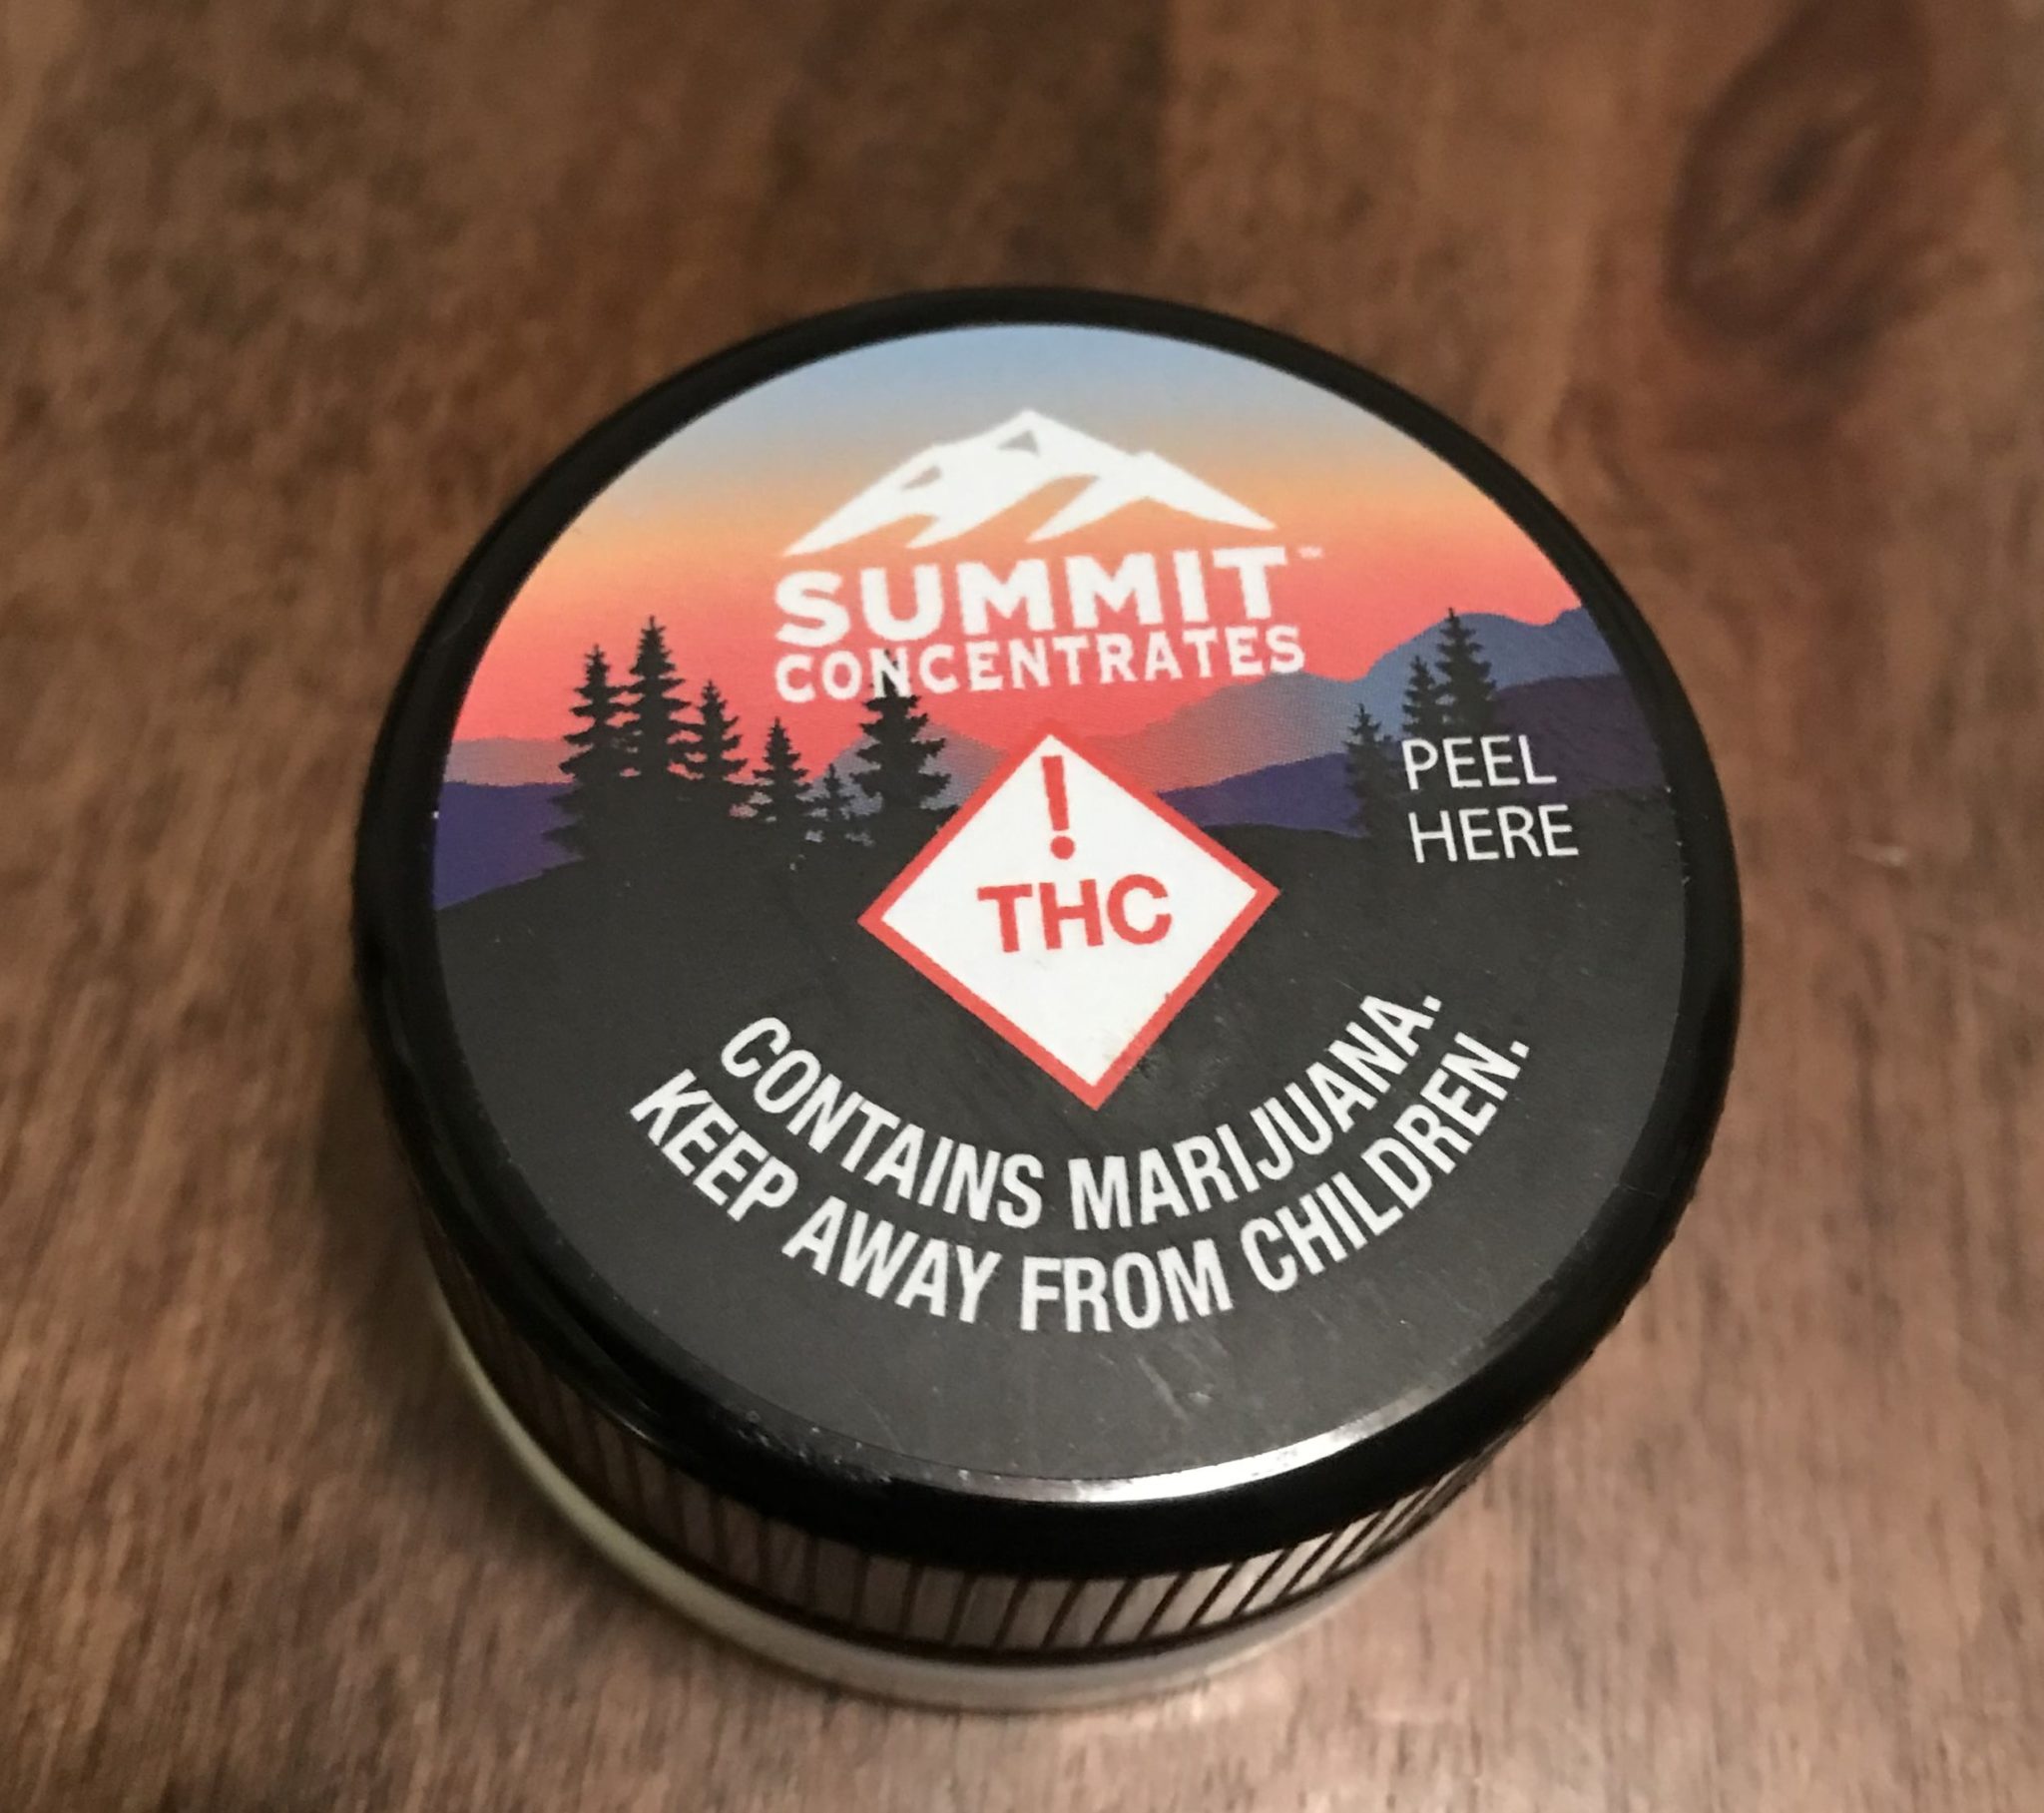 SUMMIT™
CONCENTRATES
PEEL
HERE
!
THC
CONTAINS MARIJUANA.
KEEP AWAY FROM CHILDREN.